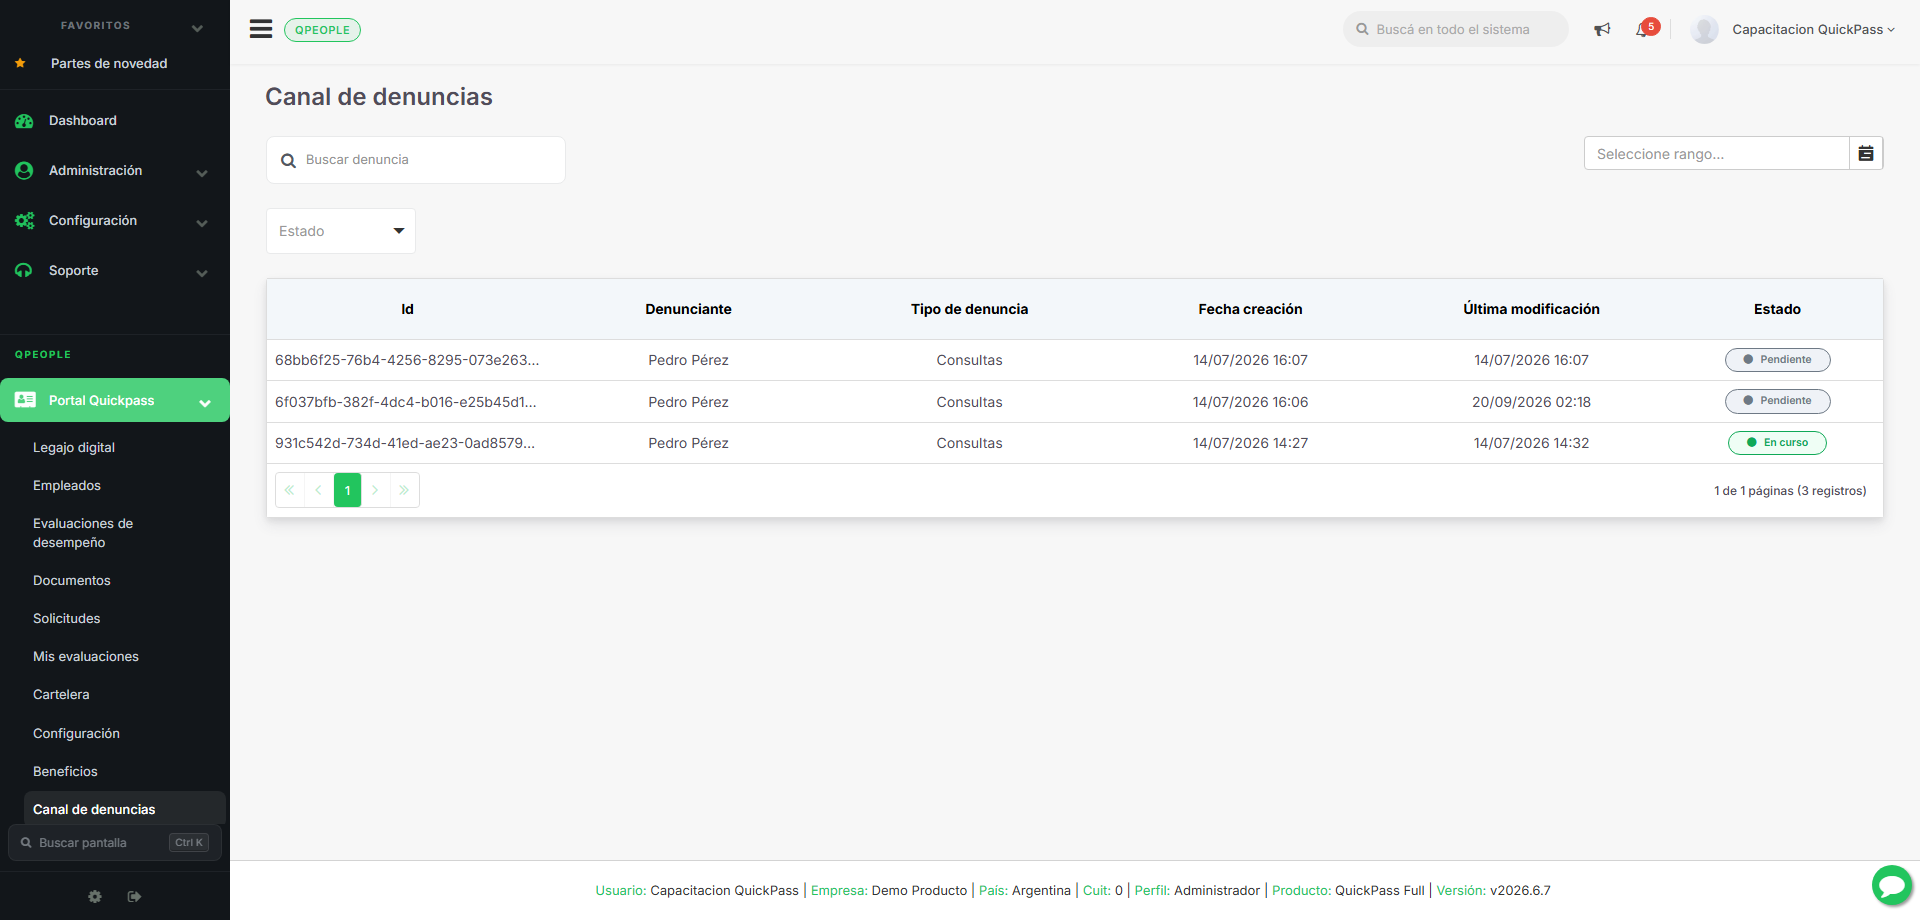 FAVORITOS
Partes de novedad
Dashboard
Administración
Configuración
Soporte
QPEOPLE
Portal Quickpass
Legajo digital
Empleados
Evaluaciones de
desempeño
Documentos
Solicitudes
Mis evaluaciones
Cartelera
Configuración
Beneficios
Canal de denuncias
Buscar pantalla Ctrl K
QPEOPLE
Buscá en todo el sistema
5
Capacitacion QuickPass
Canal de denuncias
Buscar denuncia
Seleccione rango...
Estado
Id Denunciante Tipo de denuncia Fecha creación Última modificación Estado
68bb6f25-76b4-4256-8295-073e263... Pedro Pérez Consultas 14/07/2026 16:07 14/07/2026 16:07 Pendiente
6f037bfb-382f-4dc4-b016-e25b45d1... Pedro Pérez Consultas 14/07/2026 16:06 20/09/2026 02:18 Pendiente
931c542d-734d-41ed-ae23-0ad8579... Pedro Pérez Consultas 14/07/2026 14:27 14/07/2026 14:32 En curso
1
1 de 1 páginas (3 registros)
Usuario: Capacitacion QuickPass | Empresa: Demo Producto | País: Argentina | Cuit: 0 | Perfil: Administrador | Producto: QuickPass Full | Versión: v2026.6.7